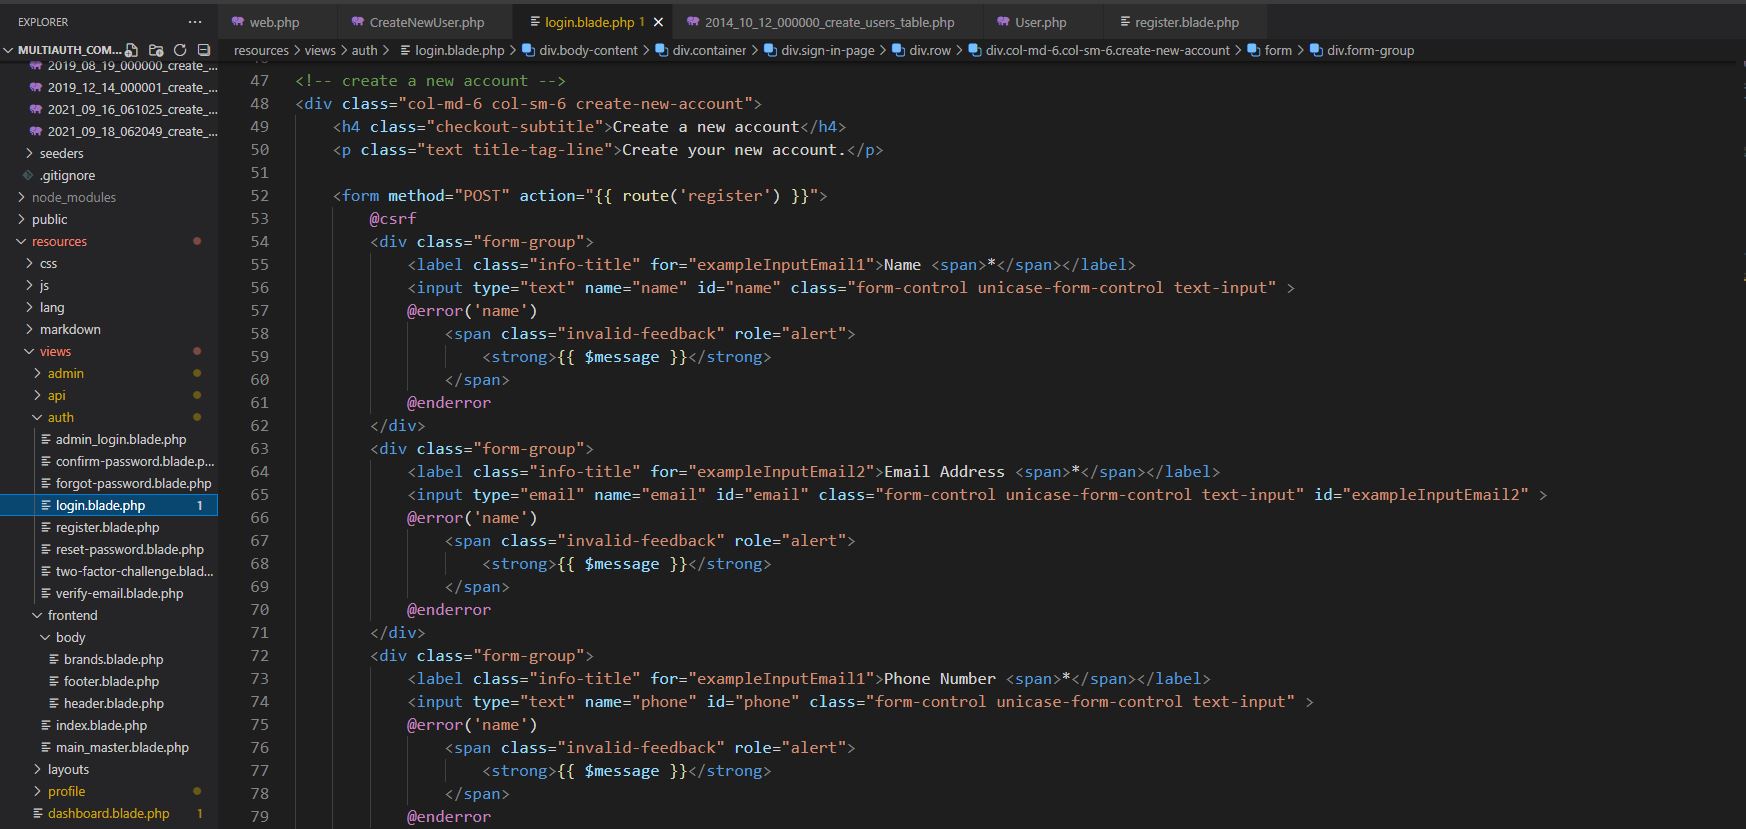 EXPLORER ···
MULTIAUTH_COM...
2019_08_19_000000_create_...
2019_12_14_000001_create_...
2021_09_16_061025_create_...
2021_09_18_062049_create_...
seeders
.gitignore
node_modules
public
resources
css
js
lang
markdown
views
admin
api
auth
admin_login.blade.php
confirm-password.blade.p...
forgot-password.blade.php
login.blade.php 1
register.blade.php
reset-password.blade.php
two-factor-challenge.blad...
verify-email.blade.php
frontend
body
brands.blade.php
footer.blade.php
header.blade.php
index.blade.php
main_master.blade.php
layouts
profile
dashboard.blade.php 1
web.php CreateNewUser.php login.blade.php 1 2014_10_12_000000_create_users_table.php User.php register.blade.php
resources > views > auth > login.blade.php > div.body-content > div.container > div.sign-in-page > div.row > div.col-md-6.col-sm-6.create-new-account > form > div.form-group
47 <!-- create a new account -->
48 <div class="col-md-6 col-sm-6 create-new-account">
49 <h4 class="checkout-subtitle">Create a new account</h4>
50 <p class="text title-tag-line">Create your new account.</p>
51
52 <form method="POST" action="{{ route('register') }}">
53 @csrf
54 <div class="form-group">
55 <label class="info-title" for="exampleInputEmail1">Name <span>*</span></label>
56 <input type="text" name="name" id="name" class="form-control unicase-form-control text-input" >
57 @error('name')
58 <span class="invalid-feedback" role="alert">
59 <strong>{{ $message }}</strong>
60 </span>
61 @enderror
62 </div>
63 <div class="form-group">
64 <label class="info-title" for="exampleInputEmail2">Email Address <span>*</span></label>
65 <input type="email" name="email" id="email" class="form-control unicase-form-control text-input" id="exampleInputEmail2" >
66 @error('name')
67 <span class="invalid-feedback" role="alert">
68 <strong>{{ $message }}</strong>
69 </span>
70 @enderror
71 </div>
72 <div class="form-group">
73 <label class="info-title" for="exampleInputEmail1">Phone Number <span>*</span></label>
74 <input type="text" name="phone" id="phone" class="form-control unicase-form-control text-input" >
75 @error('name')
76 <span class="invalid-feedback" role="alert">
77 <strong>{{ $message }}</strong>
78 </span>
79 @enderror